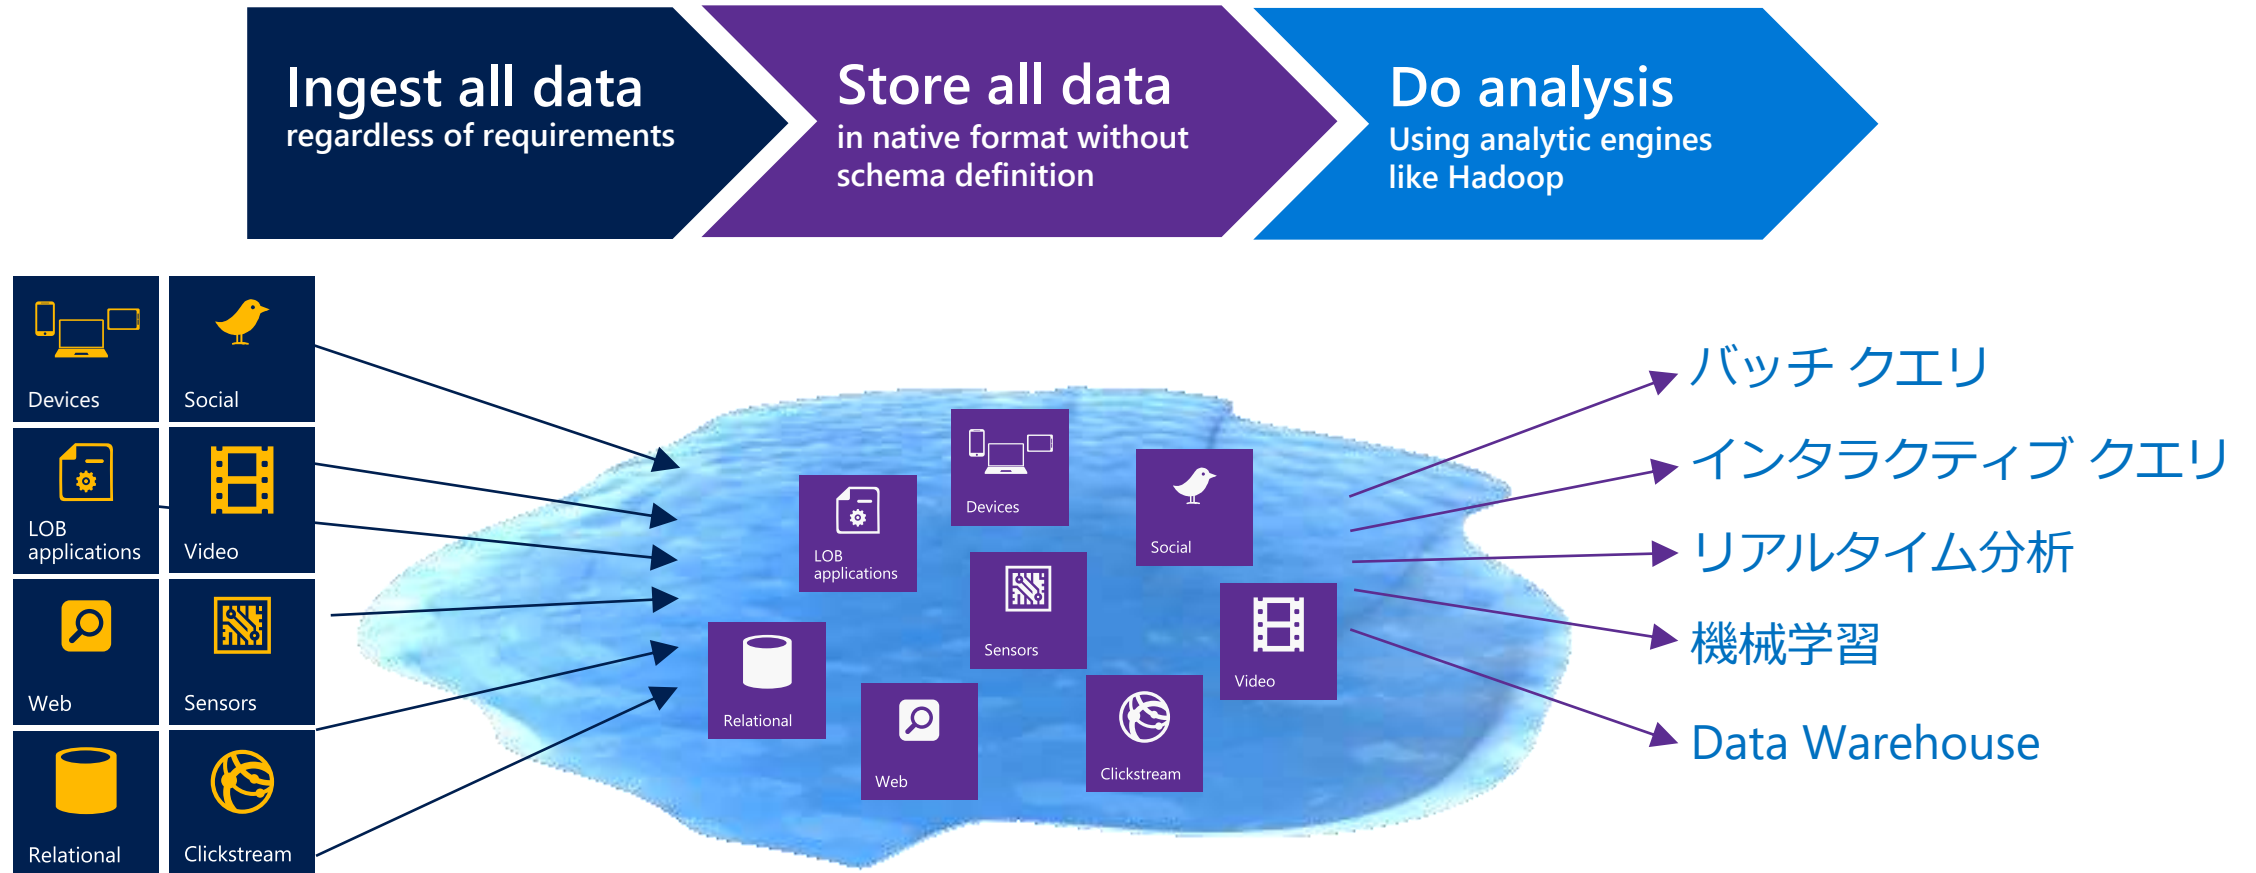 Ingest all data
regardless of requirements
Store all data
in native format without
schema definition
Do analysis
Using analytic engines
like Hadoop
Devices
Social
LOB
applications
Video
Web
Sensors
Relational
Clickstream
Devices
Social
LOB
applications
Sensors
Video
Relational
Web
Clickstream
バッチ クエリ
インタラクティブ クエリ
リアルタイム分析
機械学習
Data Warehouse